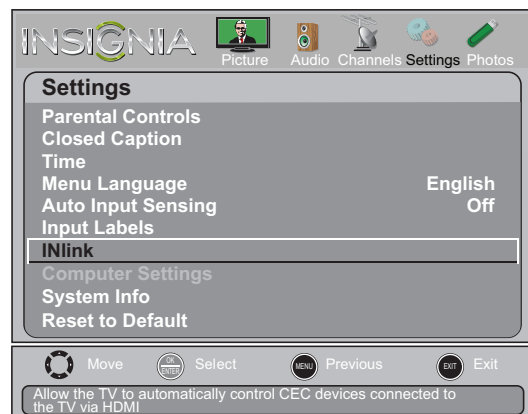 INSIGNIA
Picture Audio Channels Settings Photos
Settings
Parental Controls
Closed Caption
Time
Menu Language English
Auto Input Sensing Off
Input Labels
INlink
Computer Settings
System Info
Reset to Default
Move OK ENTER Select MENU Previous EXIT Exit
Allow the TV to automatically control CEC devices connected to
the TV via HDMI